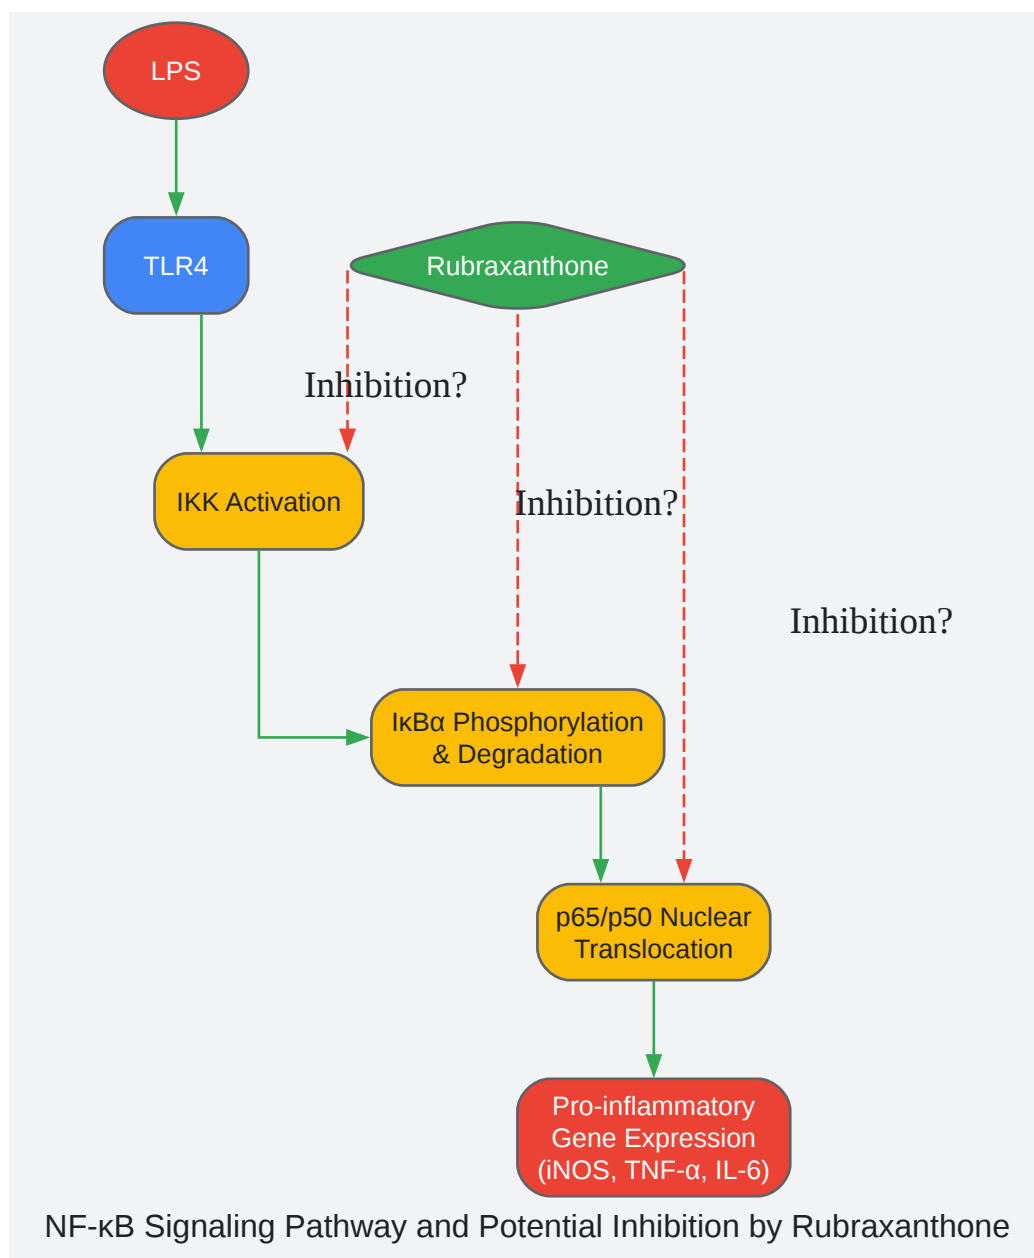 LPS
TLR4
Rubraxanthone
Inhibition?
IKK Activation
Inhibition?
Inhibition?
IκBα Phosphorylation
& Degradation
p65/p50 Nuclear
Translocation
Pro-inflammatory
Gene Expression
(iNOS, TNF-α, IL-6)
NF-κB Signaling Pathway and Potential Inhibition by Rubraxanthone